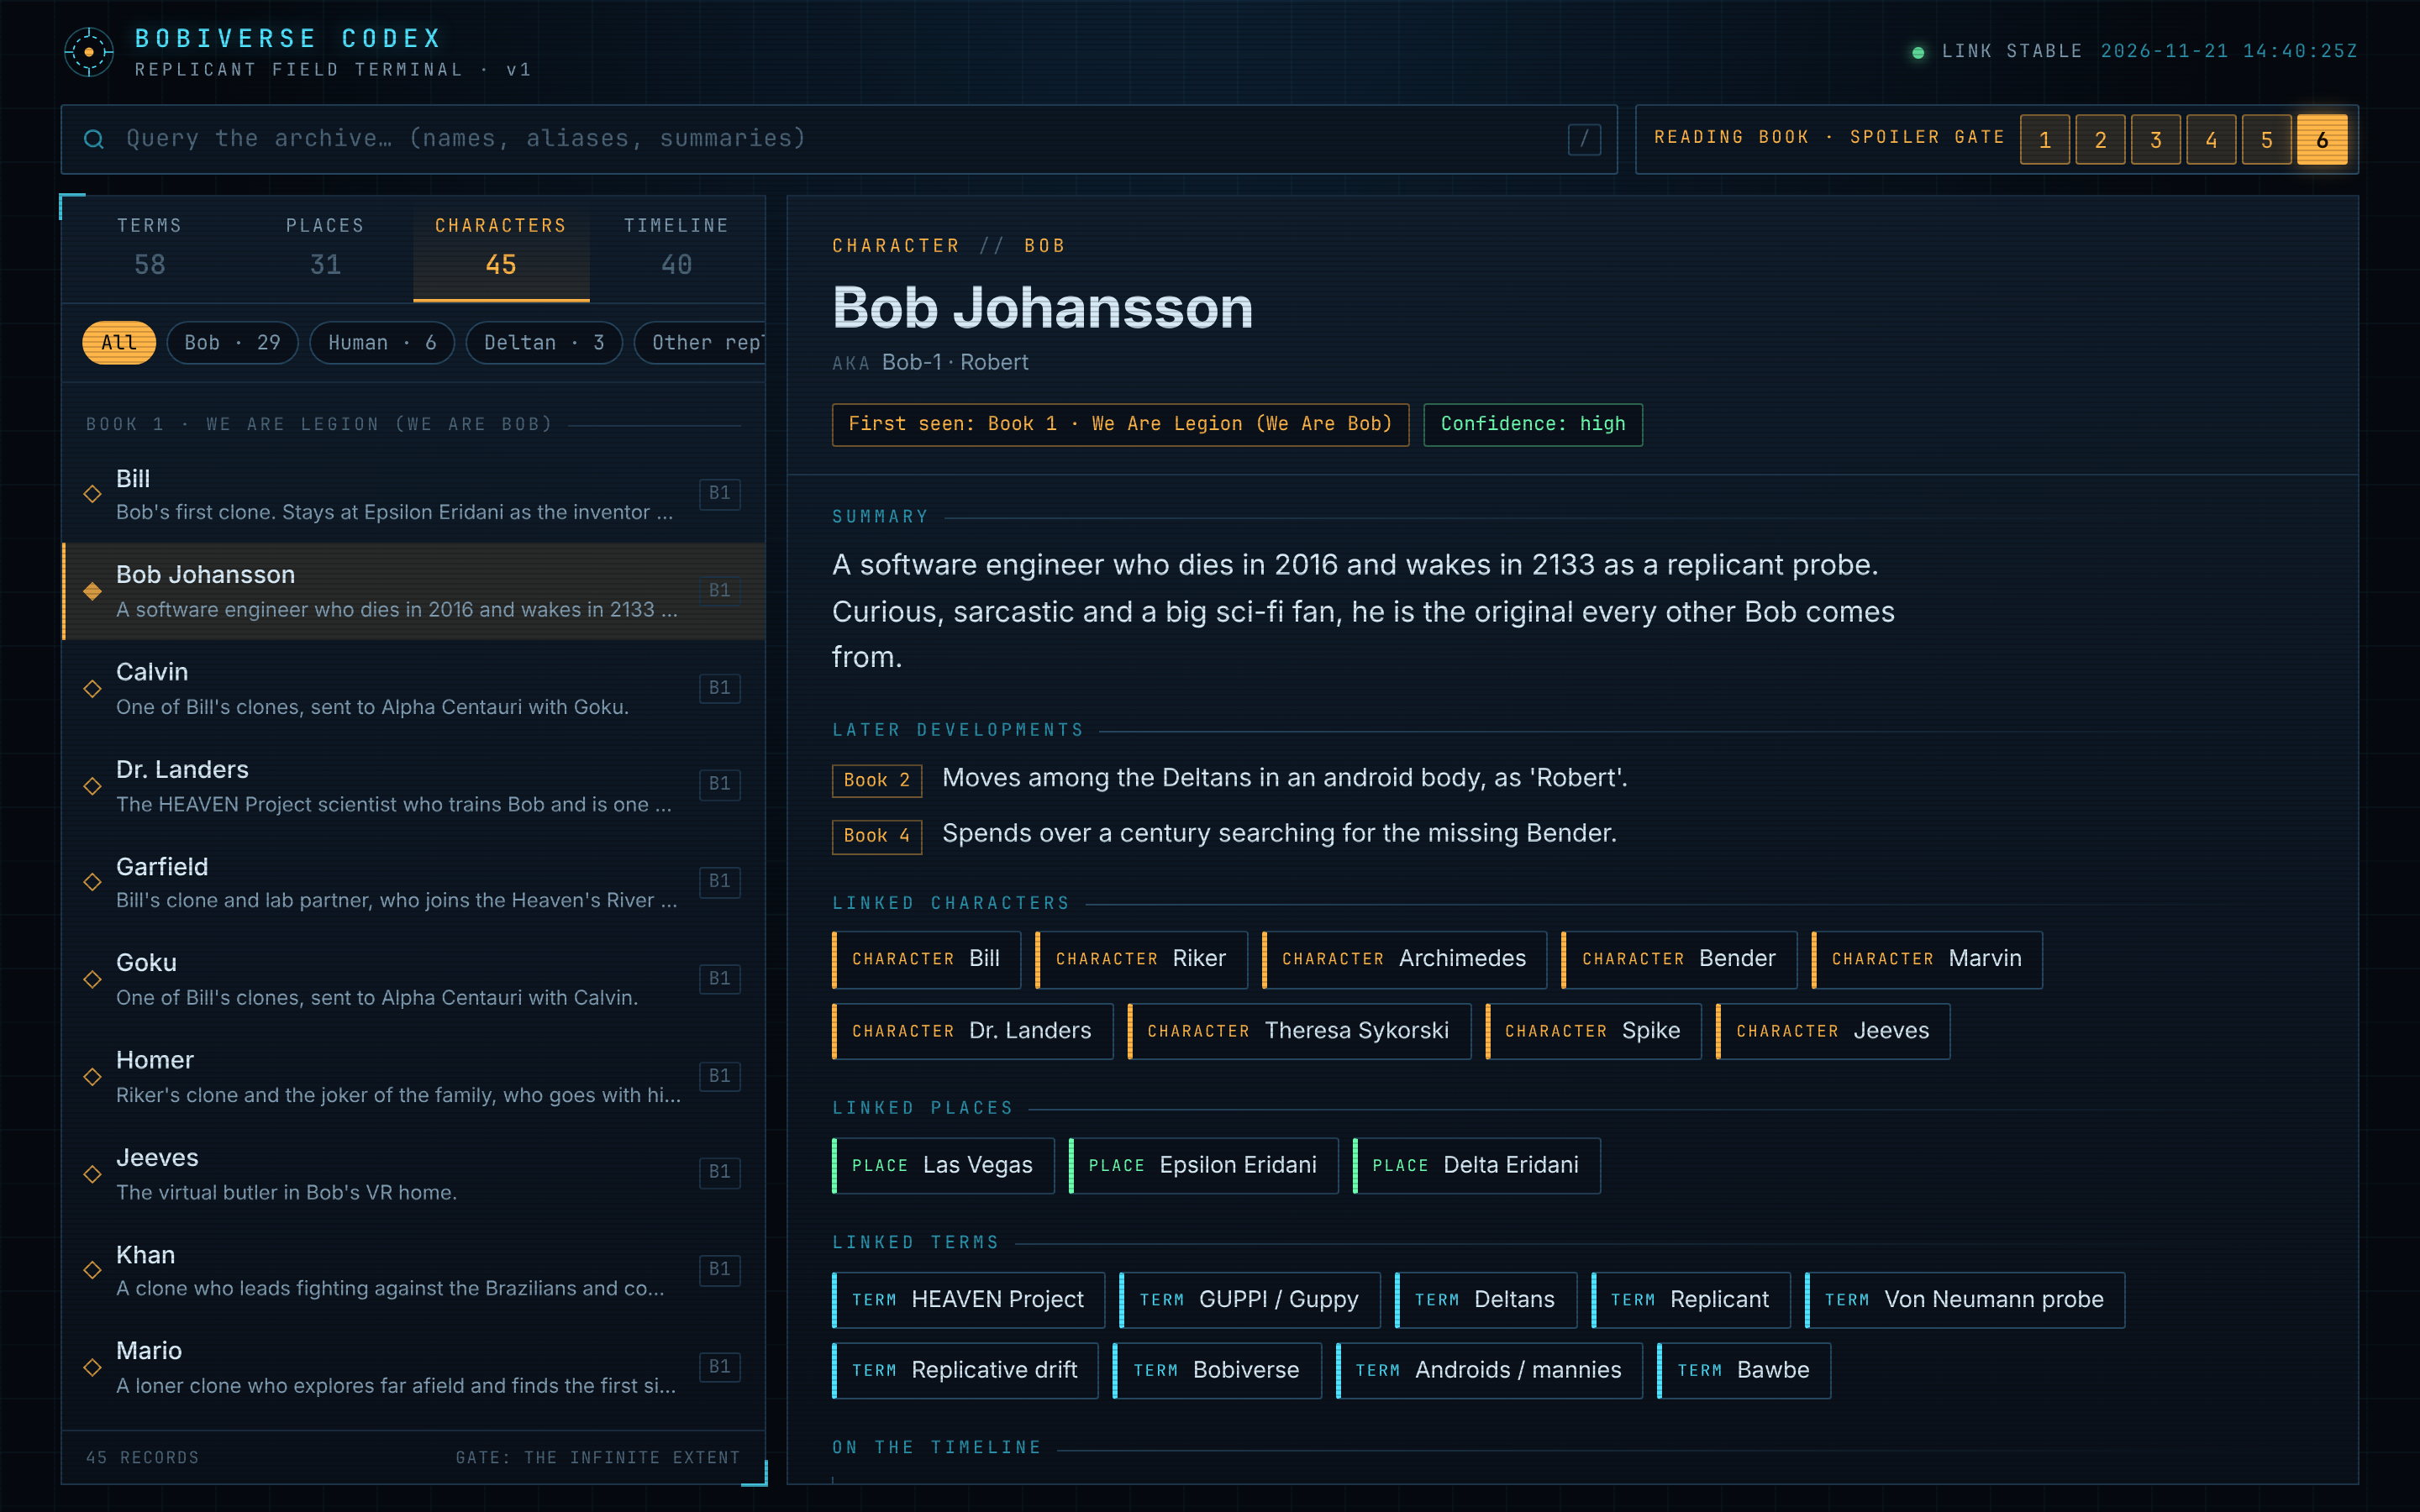 BOBIVERSE CODEX
REPLICANT FIELD TERMINAL · v1
LINK STABLE 2026-11-21 14:40:25Z
Query the archive… (names, aliases, summaries)
/
READING BOOK · SPOILER GATE 1 2 3 4 5 6
TERMS PLACES CHARACTERS TIMELINE
58 31 45 40
All Bob · 29 Human · 6 Deltan · 3 Other repl
BOOK 1 · WE ARE LEGION (WE ARE BOB)
Bill
Bob's first clone. Stays at Epsilon Eridani as the inventor ...
B1
Bob Johansson
A software engineer who dies in 2016 and wakes in 2133 ...
B1
Calvin
One of Bill's clones, sent to Alpha Centauri with Goku.
B1
Dr. Landers
The HEAVEN Project scientist who trains Bob and is one ...
B1
Garfield
Bill's clone and lab partner, who joins the Heaven's River ...
B1
Goku
One of Bill's clones, sent to Alpha Centauri with Calvin.
B1
Homer
Riker's clone and the joker of the family, who goes with hi...
B1
Jeeves
The virtual butler in Bob's VR home.
B1
Khan
A clone who leads fighting against the Brazilians and co...
B1
Mario
A loner clone who explores far afield and finds the first si...
B1
45 RECORDS GATE: THE INFINITE EXTENT
CHARACTER // BOB
Bob Johansson
AKA Bob-1 · Robert
First seen: Book 1 · We Are Legion (We Are Bob) Confidence: high
SUMMARY
A software engineer who dies in 2016 and wakes in 2133 as a replicant probe.
Curious, sarcastic and a big sci-fi fan, he is the original every other Bob comes
from.
LATER DEVELOPMENTS
Book 2 Moves among the Deltans in an android body, as 'Robert'.
Book 4 Spends over a century searching for the missing Bender.
LINKED CHARACTERS
CHARACTER Bill CHARACTER Riker CHARACTER Archimedes CHARACTER Bender CHARACTER Marvin
CHARACTER Dr. Landers CHARACTER Theresa Sykorski CHARACTER Spike CHARACTER Jeeves
LINKED PLACES
PLACE Las Vegas PLACE Epsilon Eridani PLACE Delta Eridani
LINKED TERMS
TERM HEAVEN Project TERM GUPPI / Guppy TERM Deltans TERM Replicant TERM Von Neumann probe
TERM Replicative drift TERM Bobiverse TERM Androids / mannies TERM Bawbe
ON THE TIMELINE